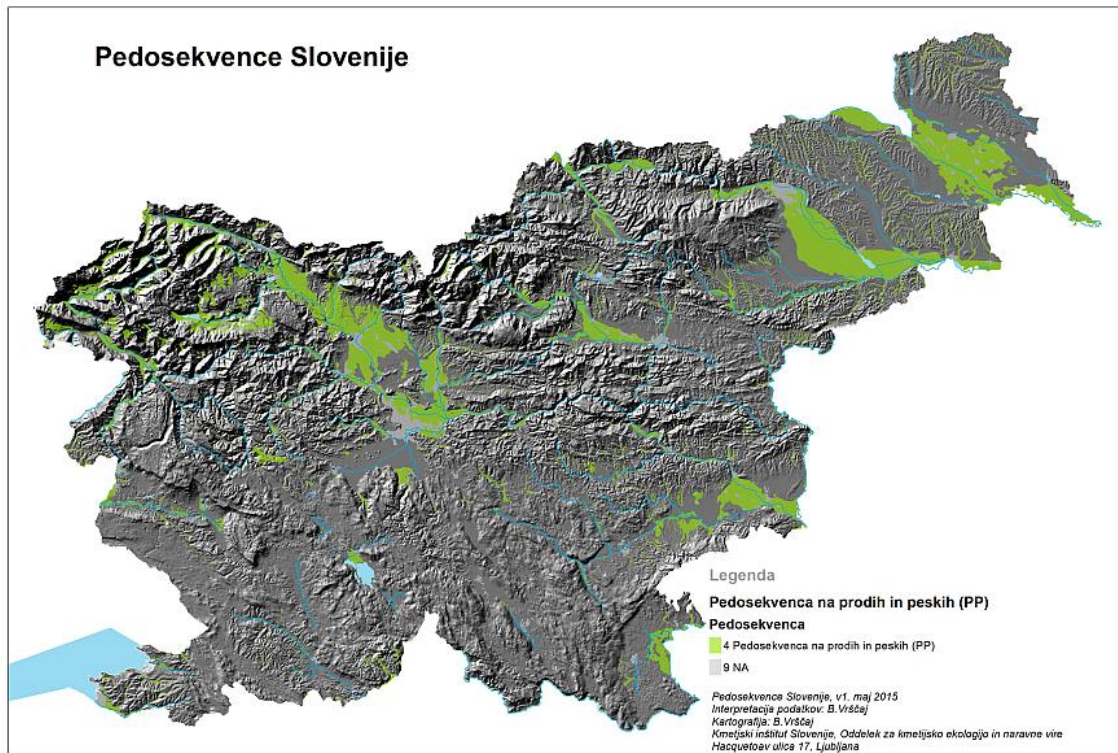 Pedosekvence Slovenije
Legenda
Pedosekvenca na prodih in peskih (PP)
Pedosekvenca
4 Pedosekvenca na prodih in peskih (PP)
9 NA
Pedosekvence Slovenije, v1. maj 2015
Interpretacija podatkov: B.Vrščaj
Kartografija: B.Vrščaj
Kmetjski inštitut Slovenije, Oddelek za kmetijsko ekologijo in naravne vire
Hacquetoav ulica 17, Ljubljana